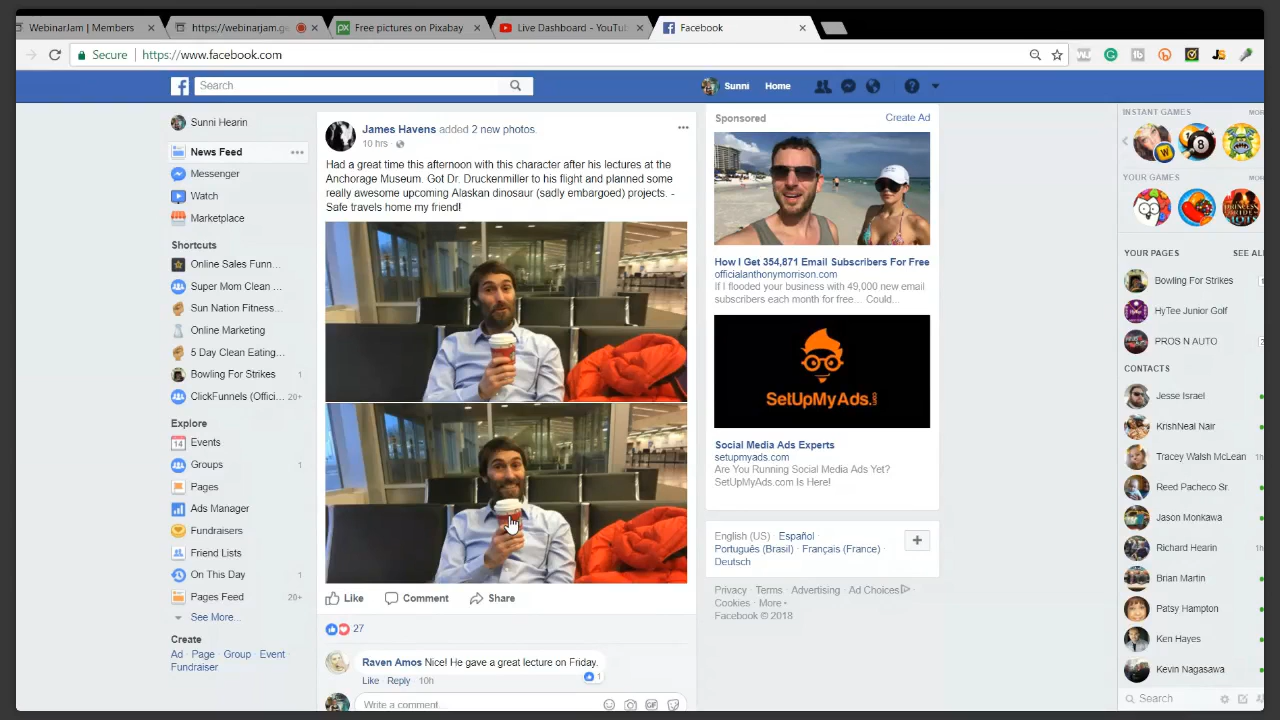 WebinarJam | Members
https://webinarjam.ge
Free pictures on Pixabay
Live Dashboard - YouTu
Facebook
Secure
https://www.facebook.com
Search
Sunni
Home
Sunni Hearin
News Feed
Messenger
Watch
Marketplace
Shortcuts
Online Sales Funn...
Super Mom Clean ...
Sun Nation Fitness...
Online Marketing
5 Day Clean Eating...
Bowling For Strikes 1
ClickFunnels (Offici... 20+
Explore
14 Events
Groups 1
Pages
Ads Manager
Fundraisers
Friend Lists
On This Day 1
Pages Feed 20+
See More...
Create
Ad · Page · Group · Event ·
Fundraiser
James Havens added 2 new photos.
10 hrs ·
Had a great time this afternoon with this character after his lectures at the
Anchorage Museum. Got Dr. Druckenmiller to his flight and planned some
really awesome upcoming Alaskan dinosaur (sadly embargoed) projects. -
Safe travels home my friend!
Like Comment Share
27
Raven Amos Nice! He gave a great lecture on Friday.
Like · Reply · 10h 1
Write a comment...
Sponsored Create Ad
How I Get 354,871 Email Subscribers For Free
officialanthonymorrison.com
If I flooded your business with 49,000 new email
subscribers each month for free... Could...
SetUpMyAds.com
Social Media Ads Experts
setupmyads.com
Are You Running Social Media Ads Yet?
SetUpMyAds.com Is Here!
English (US) · Español ·
Português (Brasil) · Français (France) ·
Deutsch
Privacy · Terms · Advertising · Ad Choices ·
Cookies · More
Facebook © 2018
INSTANT GAMES MOR
W 8
YOUR GAMES MOR
YOUR PAGES SEE ALL
Bowling For Strikes
HyTee Junior Golf
PROS N AUTO 2
CONTACTS
Jesse Israel
KrishNeal Nair
Tracey Walsh McLean
Reed Pacheco Sr.
Jason Monkawa
Richard Hearin
Brian Martin
Patsy Hampton
Ken Hayes
Kevin Nagasawa
Search